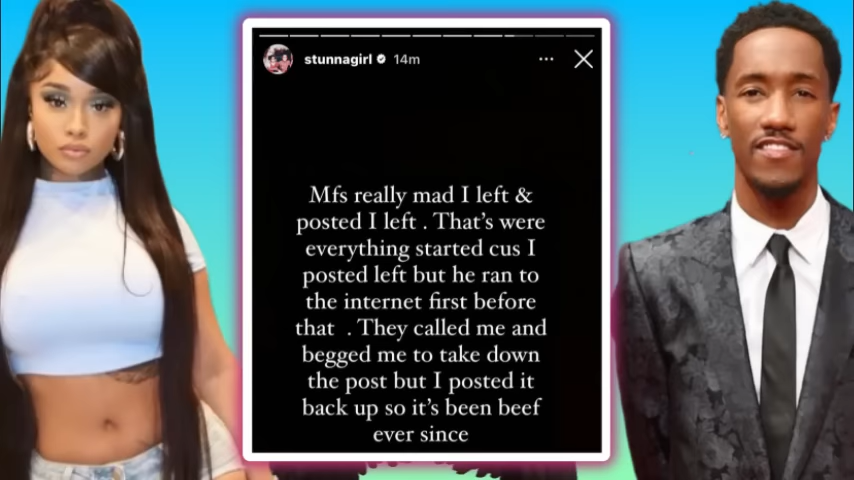 stunnagirl 14m
Mfs really mad I left &
posted I left . That's were
everything started cus I
posted left but he ran to
the internet first before
that . They called me and
begged me to take down
the post but I posted it
back up so it's been beef
ever since